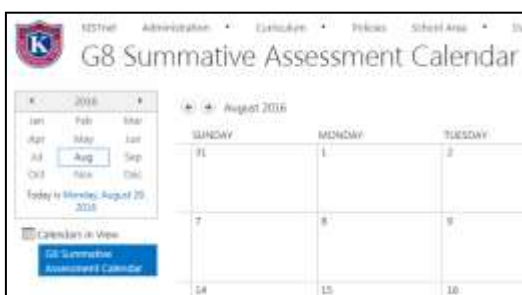 K
KISTnet Administration Curriculum Policies School Area
G8 Summative Assessment Calendar
2016
Jan Feb Mar
Apr May Jun
Jul Aug Sep
Oct Nov Dec
Today is Monday, August 29, 2016
Calendars in View
G8 Summative
Assessment Calendar
August 2016
SUNDAY MONDAY TUESDAY
31 1 2
7 8 9
14 15 16